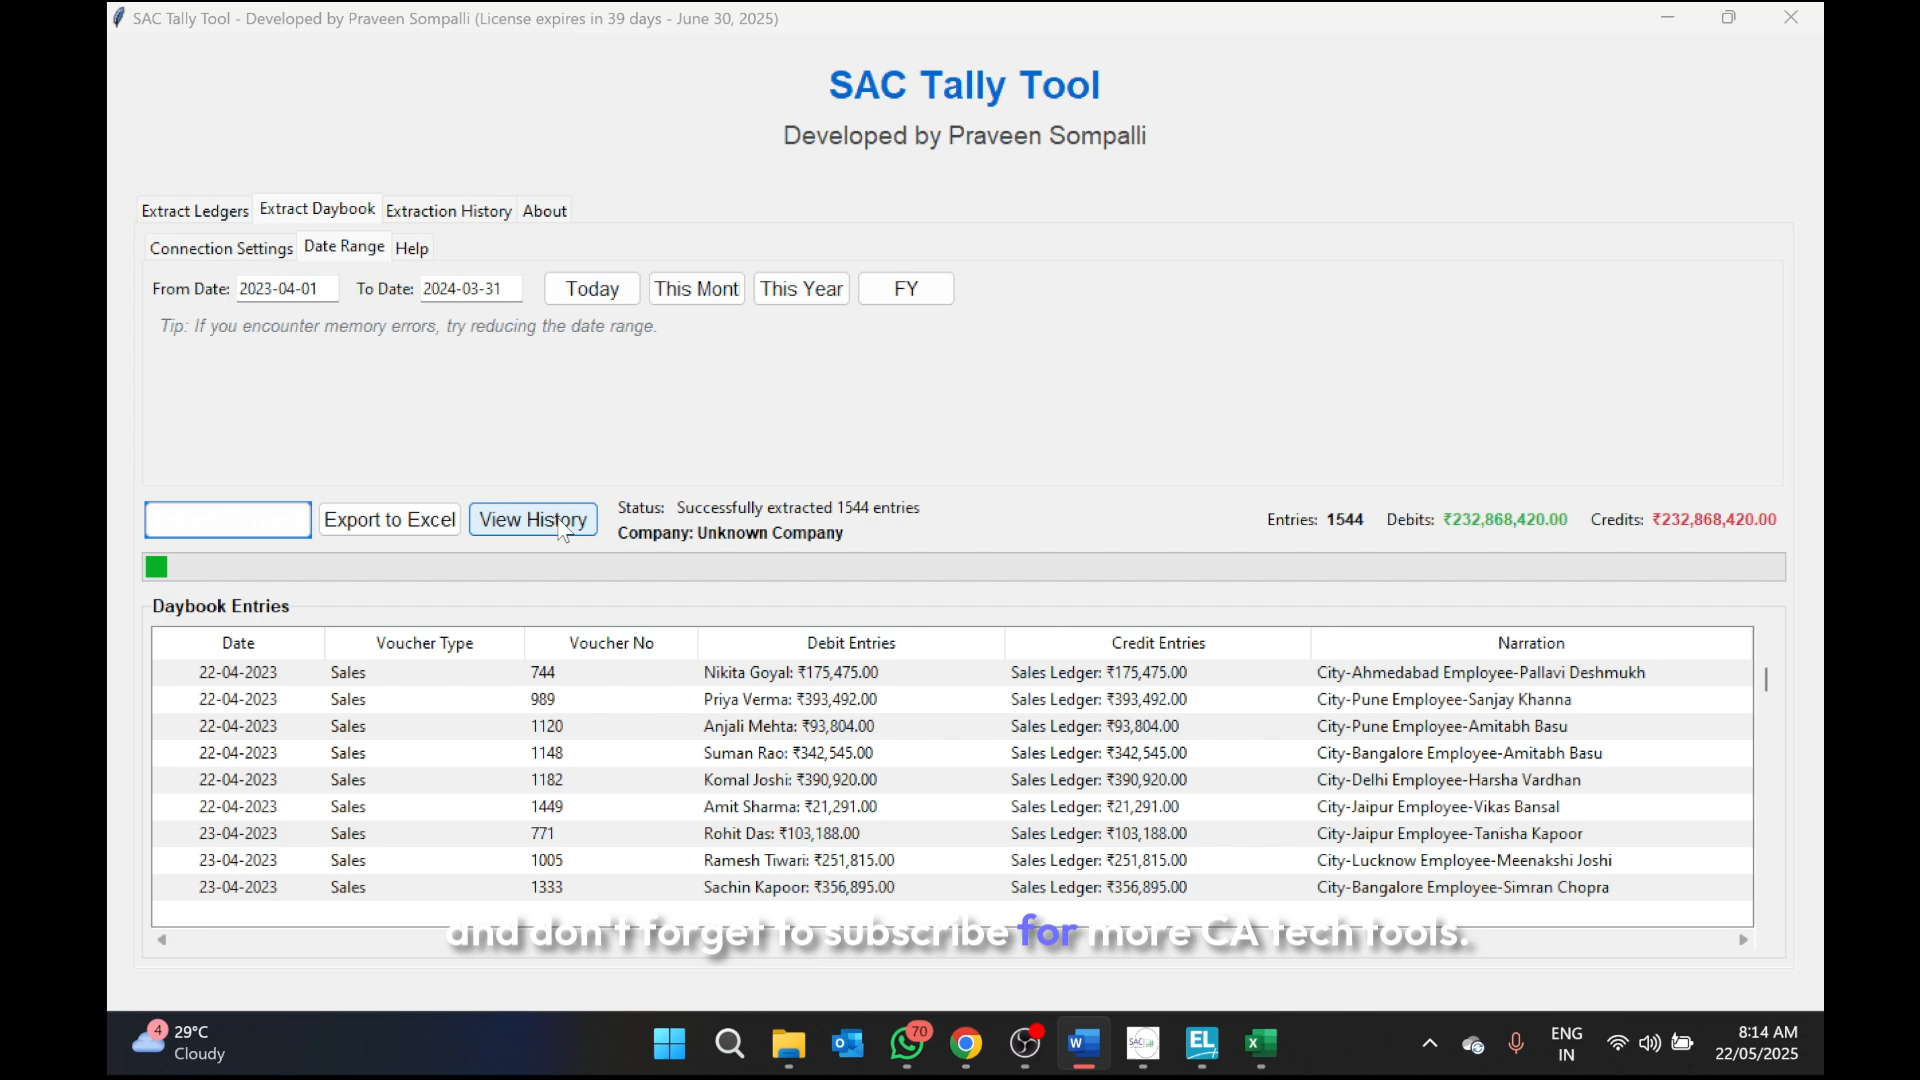 SAC Tally Tool - Developed by Praveen Sompalli (License expires in 39 days - June 30, 2025)
SAC Tally Tool
Developed by Praveen Sompalli
Extract Ledgers Extract Daybook Extraction History About
Connection Settings Date Range Help
From Date: 2023-04-01 To Date: 2024-03-31 Today This Mont This Year FY
Tip: If you encounter memory errors, try reducing the date range.
Export to Excel View History
Status: Successfully extracted 1544 entries
Company: Unknown Company
Entries: 1544 Debits: ₹232,868,420.00 Credits: ₹232,868,420.00
Daybook Entries
Date Voucher Type Voucher No Debit Entries Credit Entries Narration
22-04-2023 Sales 744 Nikita Goyal: ₹175,475.00 Sales Ledger: ₹175,475.00 City-Ahmedabad Employee-Pallavi Deshmukh
22-04-2023 Sales 989 Priya Verma: ₹393,492.00 Sales Ledger: ₹393,492.00 City-Pune Employee-Sanjay Khanna
22-04-2023 Sales 1120 Anjali Mehta: ₹93,804.00 Sales Ledger: ₹93,804.00 City-Pune Employee-Amitabh Basu
22-04-2023 Sales 1148 Suman Rao: ₹342,545.00 Sales Ledger: ₹342,545.00 City-Bangalore Employee-Amitabh Basu
22-04-2023 Sales 1182 Komal Joshi: ₹390,920.00 Sales Ledger: ₹390,920.00 City-Delhi Employee-Harsha Vardhan
22-04-2023 Sales 1449 Amit Sharma: ₹21,291.00 Sales Ledger: ₹21,291.00 City-Jaipur Employee-Vikas Bansal
23-04-2023 Sales 771 Rohit Das: ₹103,188.00 Sales Ledger: ₹103,188.00 City-Jaipur Employee-Tanisha Kapoor
23-04-2023 Sales 1005 Ramesh Tiwari: ₹251,815.00 Sales Ledger: ₹251,815.00 City-Lucknow Employee-Meenakshi Joshi
23-04-2023 Sales 1333 Sachin Kapoor: ₹356,895.00 Sales Ledger: ₹356,895.00 City-Bangalore Employee-Simran Chopra
and don't forget to subscribe for more CA tech tools.
4 29°C
Cloudy
70
SAC
EL
ENG
IN
8:14 AM
22/05/2025